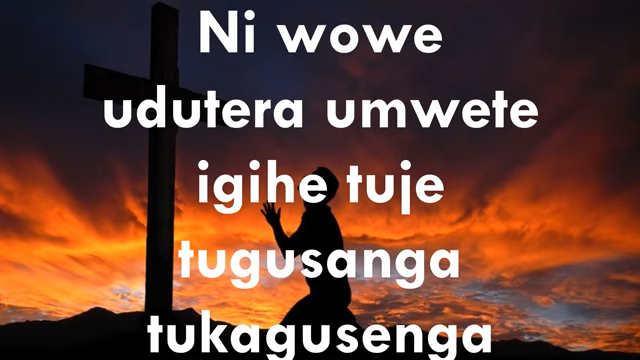 Ni wowe
udutera umwete
igihe tuje
tugusanga
tukagusenga